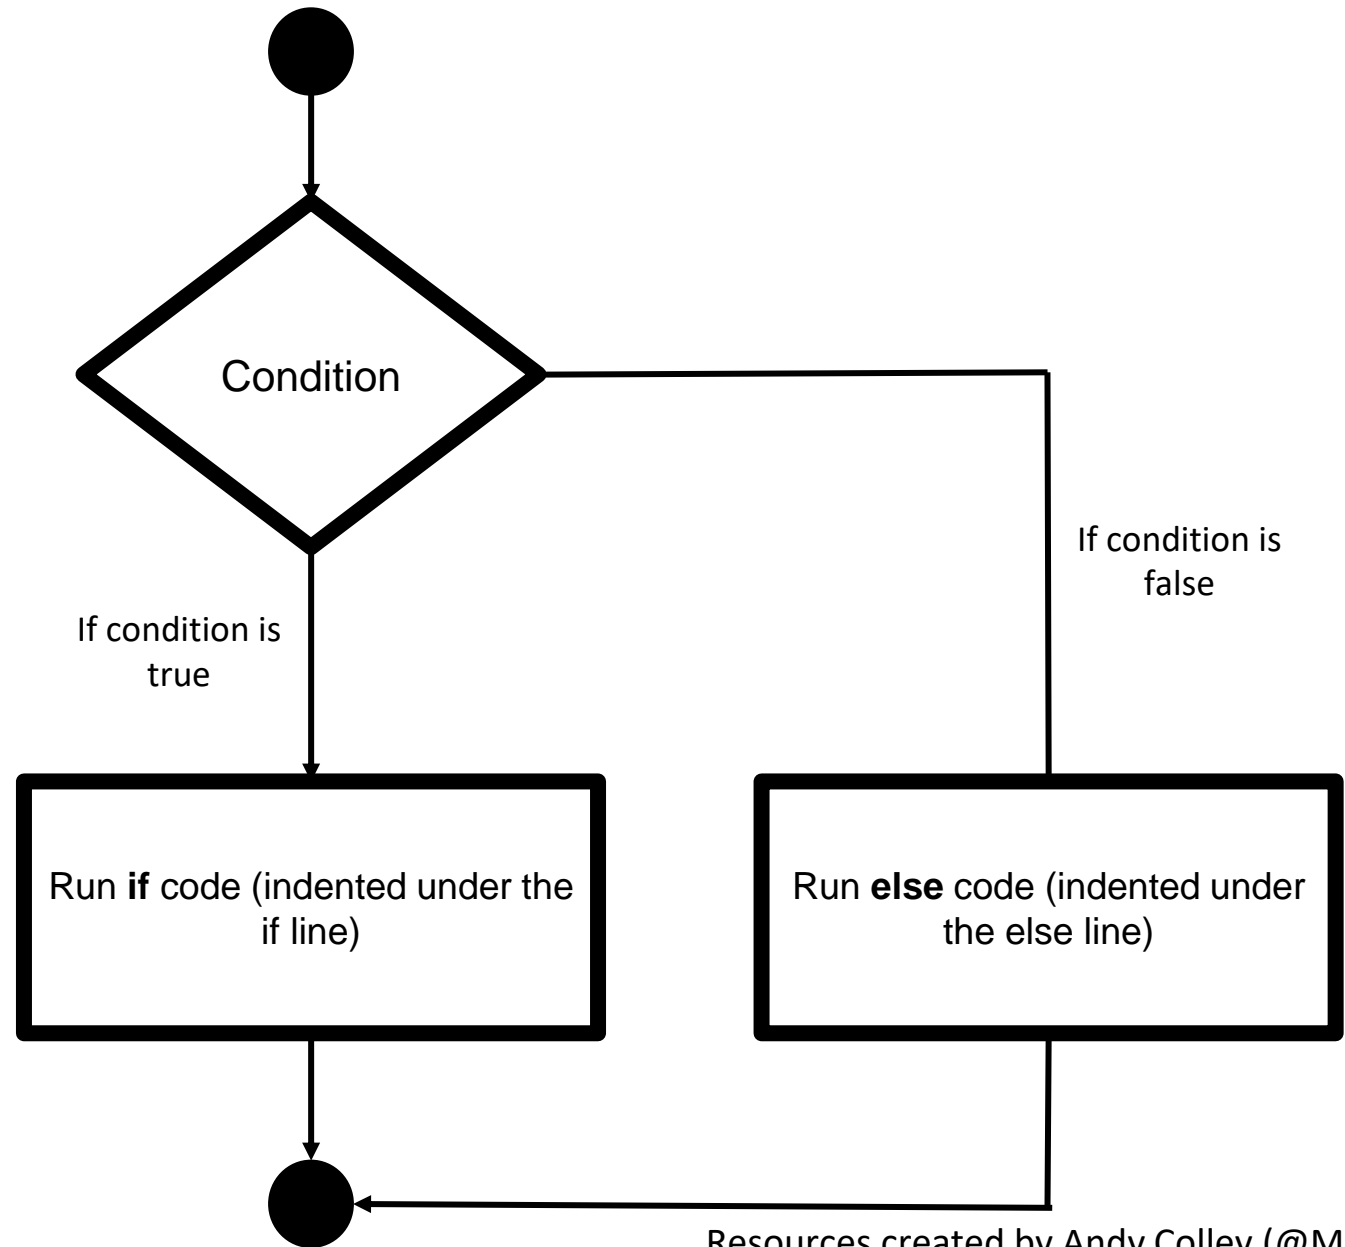 Condition
If condition is
false
If condition is
true
Run if code (indented under the
if line)
Run else code (indented under
the else line)
Resources created by Andy Colley (@M